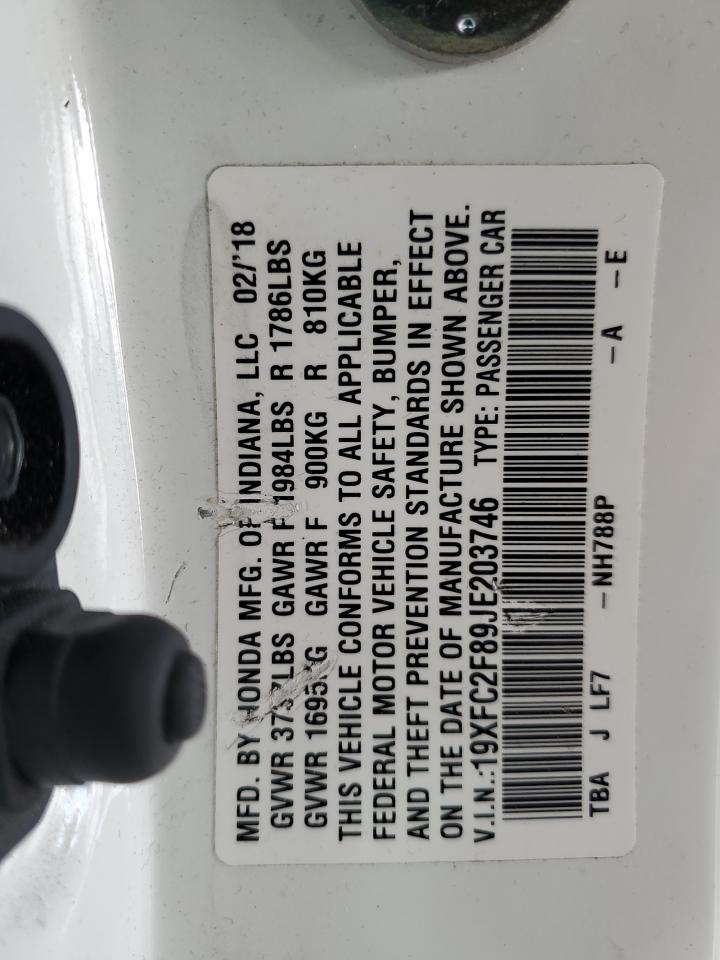 MFD. BY HONDA MFG. OF INDIANA, LLC 02/'18
GVWR LBS GAWR F 1984LBS R 1786LBS
GVWR 1695KG GAWR F 900KG R 810KG
THIS VEHICLE CONFORMS TO ALL APPLICABLE
FEDERAL MOTOR VEHICLE SAFETY, BUMPER,
AND THEFT PREVENTION STANDARDS IN EFFECT
ON THE DATE OF MANUFACTURE SHOWN ABOVE.
V.I.N.:19XFC2F89JE203746 TYPE: PASSENGER CAR
TBA J LF7 -NH788P -A -E